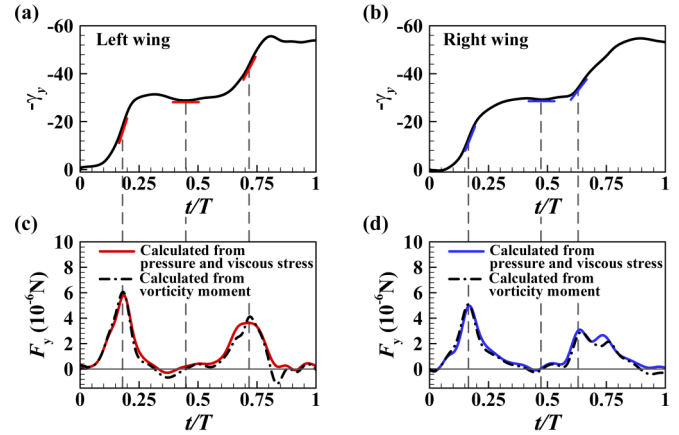 (a)
Left wing
-60
-40
-20
0
-γy
0 0.25 0.5 0.75 1
t/T
(b)
Right wing
-60
-40
-20
0
-γy
0 0.25 0.5 0.75 1
t/T
(c)
Calculated from
pressure and viscous stress
Calculated from
vorticity moment
10
8
6
4
2
0
Fy (10⁻⁶N)
0 0.25 0.5 0.75 1
t/T
(d)
Calculated from
pressure and viscous stress
Calculated from
vorticity moment
10
8
6
4
2
0
Fy (10⁻⁶N)
0 0.25 0.5 0.75 1
t/T